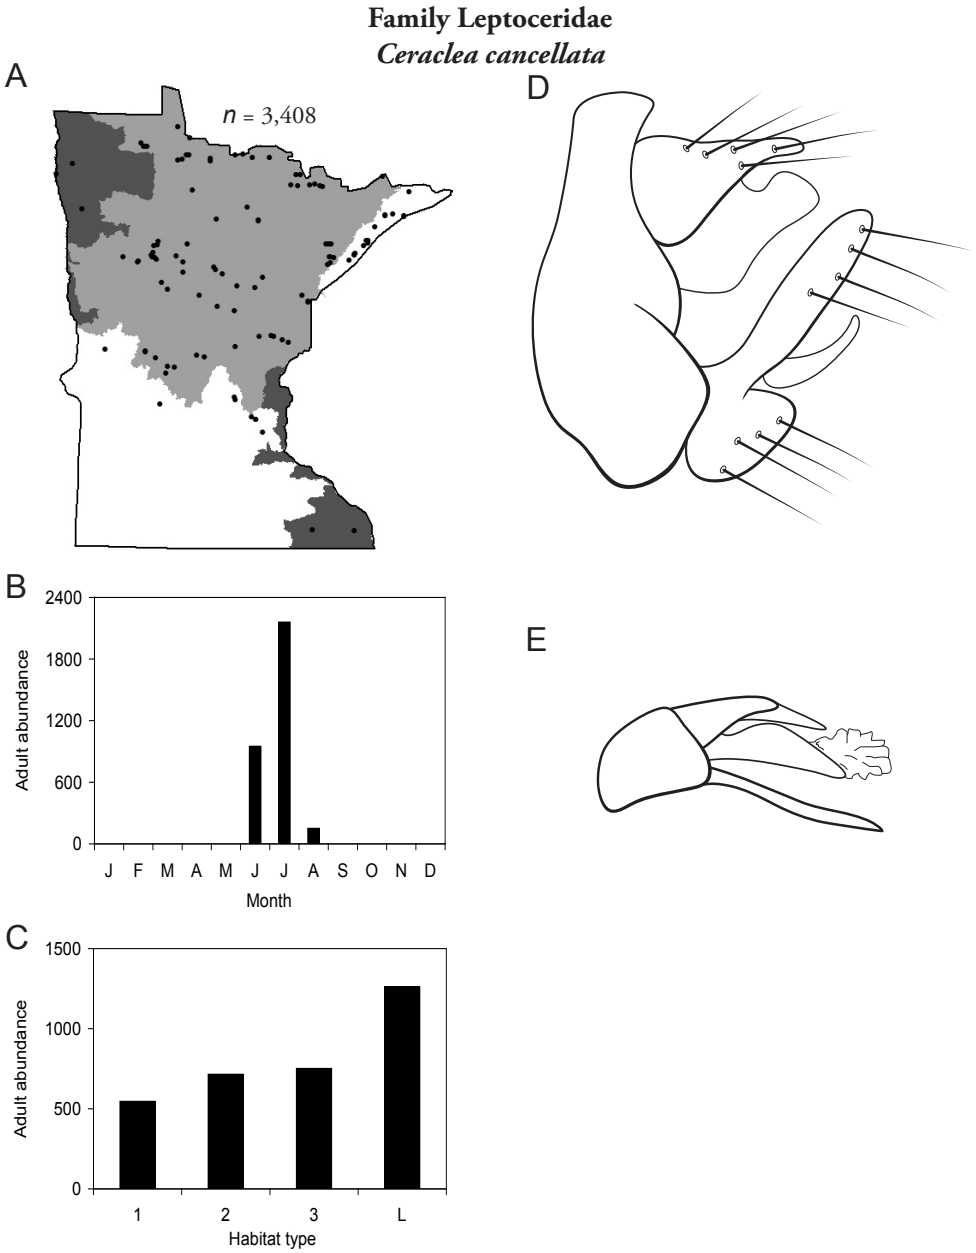 Family Leptoceridae
Ceraclea cancellata
A
n = 3,408
D
B
2400
1800
1200
600
0
Adult abundance
J F M A M J J A S O N D
Month
E
C
1500
1000
500
0
Adult abundance
1 2 3 L
Habitat type